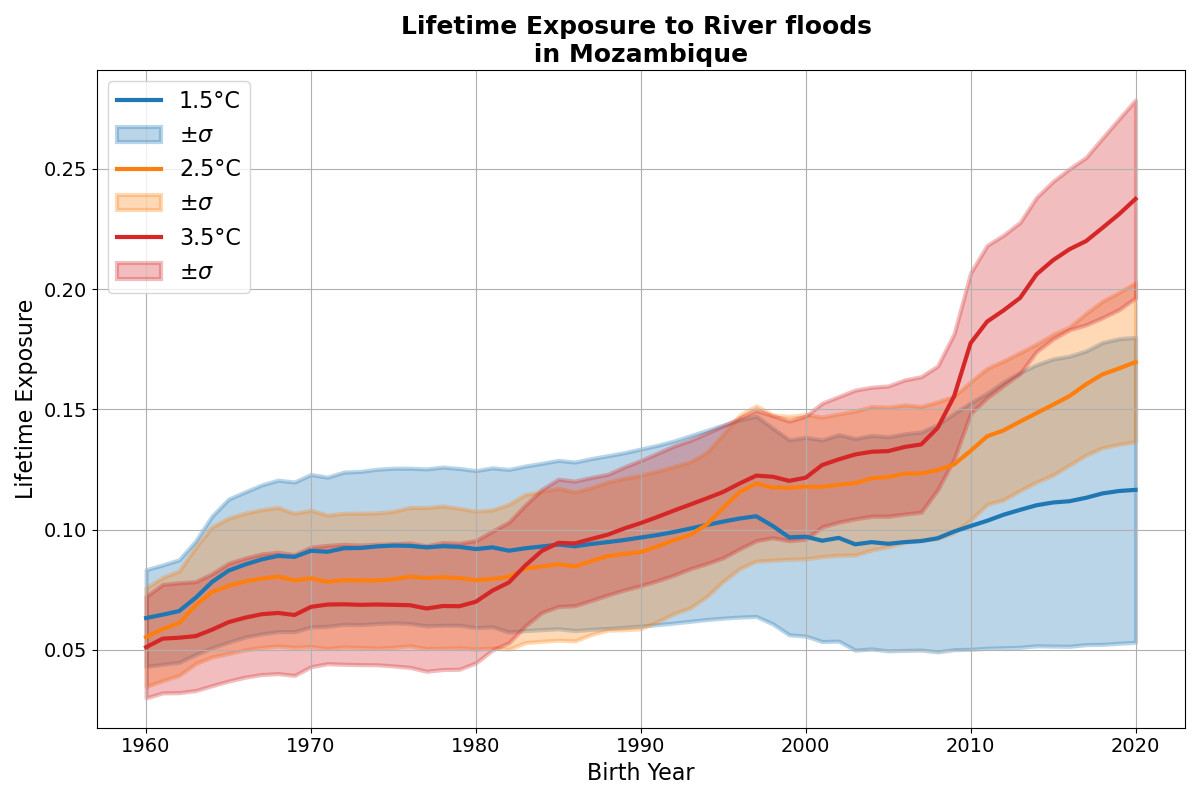 Lifetime Exposure to River floods
in Mozambique
1.5°C
±σ
2.5°C
±σ
3.5°C
±σ
Lifetime Exposure
0.25
0.20
0.15
0.10
0.05
1960 1970 1980 1990 2000 2010 2020
Birth Year